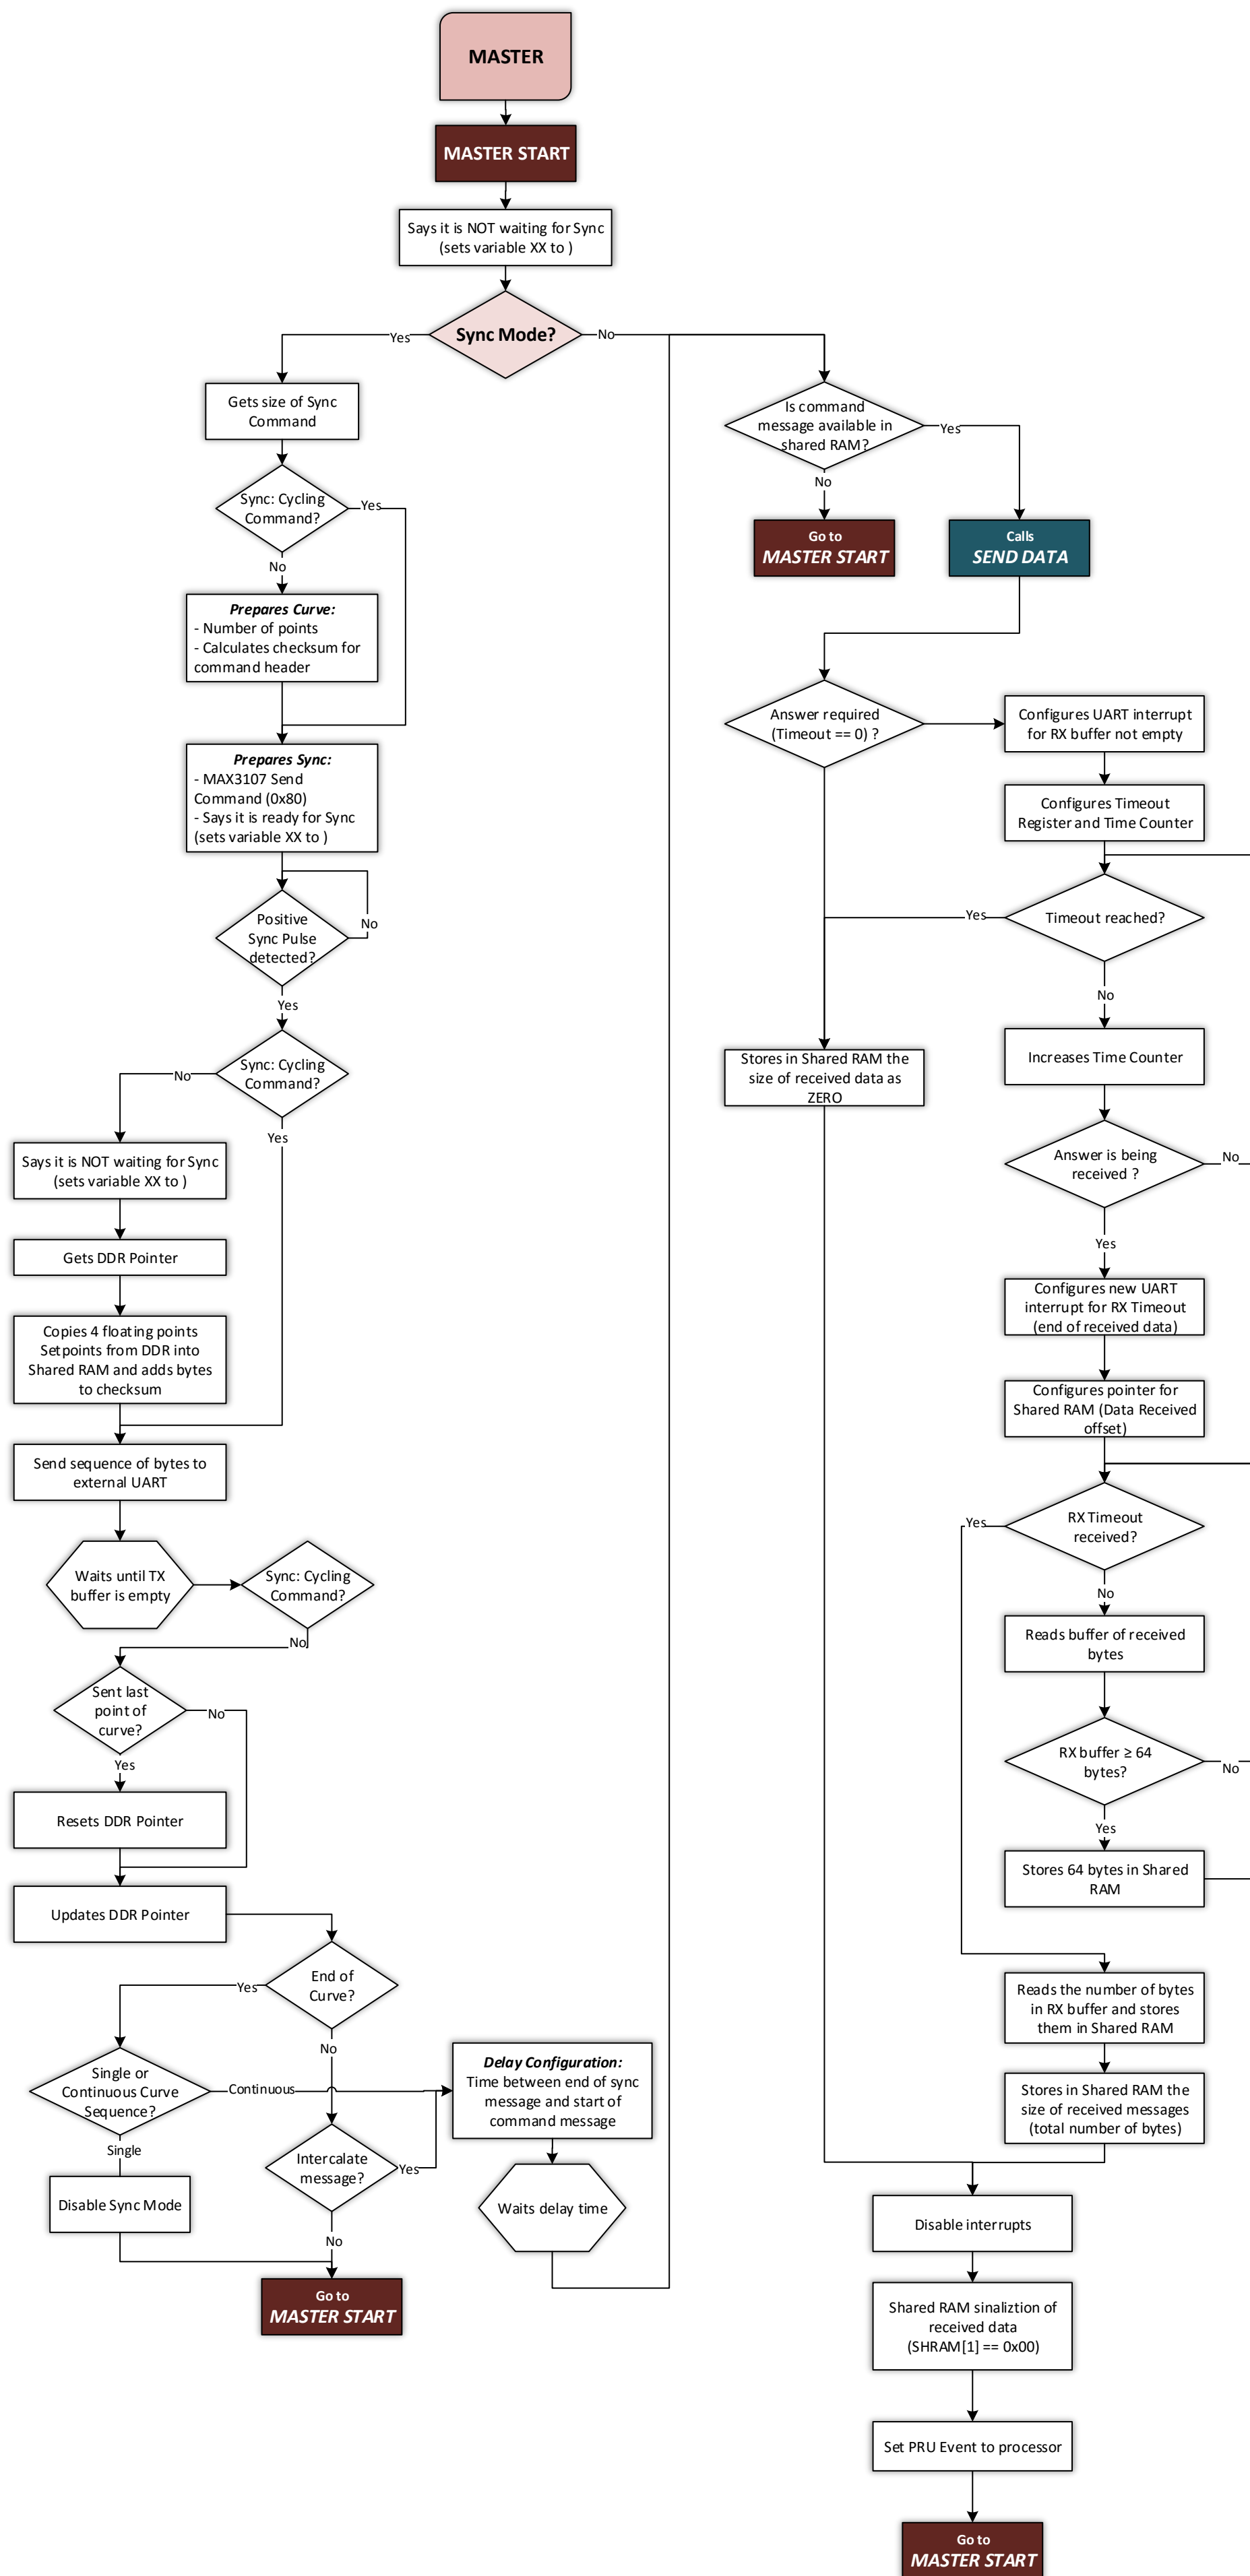 MASTER
MASTER START
Says it is NOT waiting for Sync
(sets variable XX to )
Sync Mode?
Yes
No
Gets size of Sync
Command
Sync: Cycling
Command?
Yes
No
Prepares Curve:
- Number of points
- Calculates checksum for
command header
Prepares Sync:
- MAX3107 Send
Command (0x80)
- Says it is ready for Sync
(sets variable XX to )
Positive
Sync Pulse
detected?
No
Yes
Sync: Cycling
Command?
No
Yes
Says it is NOT waiting for Sync
(sets variable XX to )
Gets DDR Pointer
Copies 4 floating points
Setpoints from DDR into
Shared RAM and adds bytes
to checksum
Send sequence of bytes to
external UART
Waits until TX
buffer is empty
Sync: Cycling
Command?
No
Sent last
point of
curve?
No
Yes
Resets DDR Pointer
Updates DDR Pointer
End of
Curve?
Yes
No
Single or
Continuous Curve
Sequence?
Continuous
Single
Disable Sync Mode
Intercalate
message?
Yes
No
Go to
MASTER START
Delay Configuration:
Time between end of sync
message and start of
command message
Waits delay time
Is command
message available in
shared RAM?
Yes
No
Go to
MASTER START
Calls
SEND DATA
Answer required
(Timeout == 0) ?
Configures UART interrupt
for RX buffer not empty
Configures Timeout
Register and Time Counter
Timeout reached?
Yes
No
Stores in Shared RAM the
size of received data as
ZERO
Increases Time Counter
Answer is being
received ?
No
Yes
Configures new UART
interrupt for RX Timeout
(end of received data)
Configures pointer for
Shared RAM (Data Received
offset)
RX Timeout
received?
Yes
No
Reads buffer of received
bytes
RX buffer ≥ 64
bytes?
No
Yes
Stores 64 bytes in Shared
RAM
Reads the number of bytes
in RX buffer and stores
them in Shared RAM
Stores in Shared RAM the
size of received messages
(total number of bytes)
Disable interrupts
Shared RAM sinaliztion of
received data
(SHRAM[1] == 0x00)
Set PRU Event to processor
Go to
MASTER START